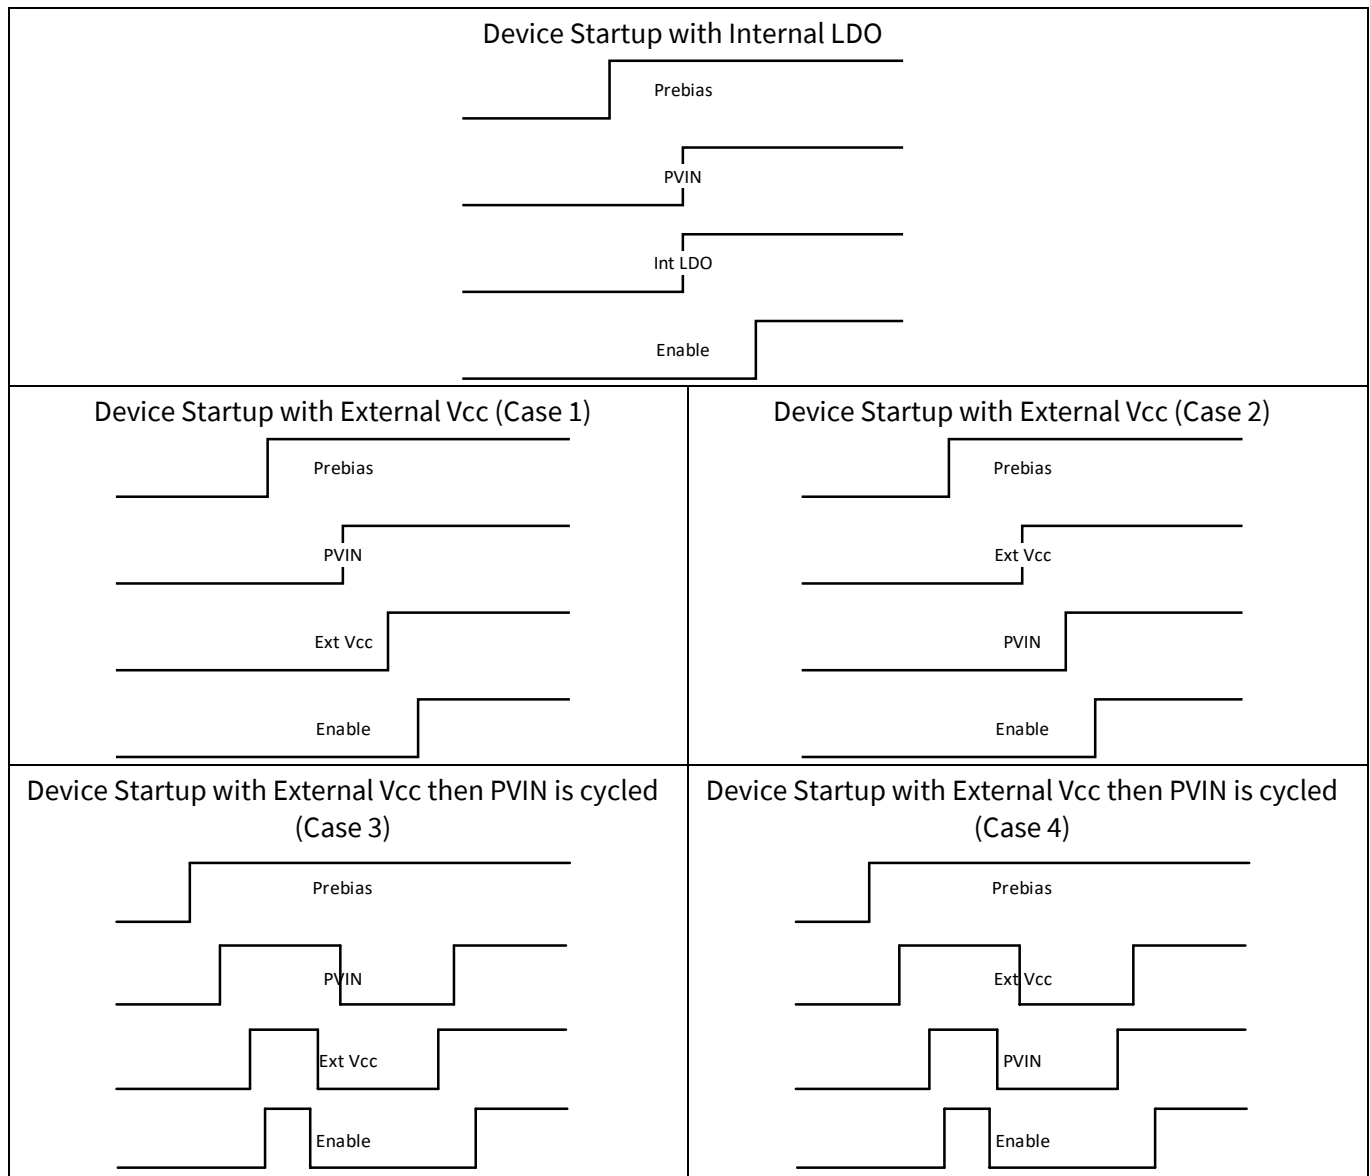 Device Startup with Internal LDO
Prebias
PVIN
Int LDO
Enable
Device Startup with External Vcc (Case 1)
Prebias
PVIN
Ext Vcc
Enable
Device Startup with External Vcc (Case 2)
Prebias
Ext Vcc
PVIN
Enable
Device Startup with External Vcc then PVIN is cycled
(Case 3)
Prebias
PVIN
Ext Vcc
Enable
Device Startup with External Vcc then PVIN is cycled
(Case 4)
Prebias
Ext Vcc
PVIN
Enable